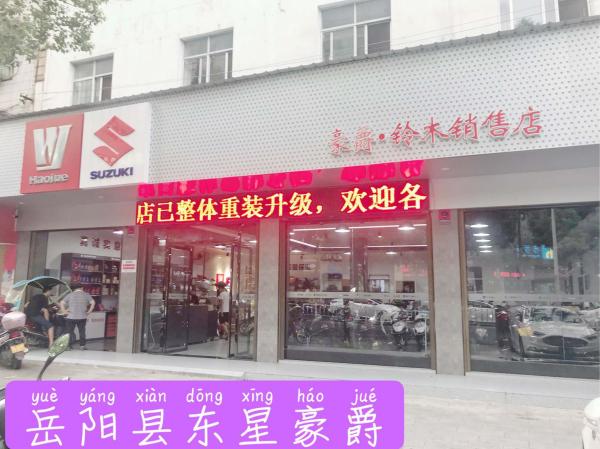 Haojue
SUZUKI
豪爵·铃木销售店
店已整体重装升级，欢迎各
yuè yáng xiàn dōng xīng háo jué
岳阳县东星豪爵